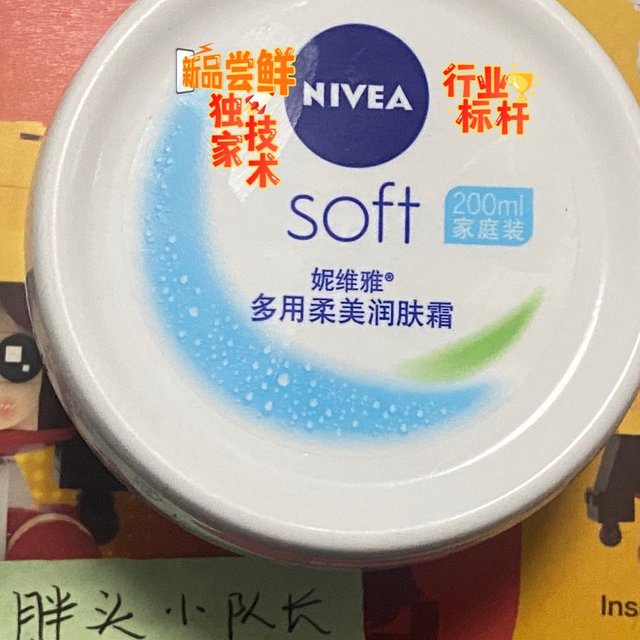 新品尝鲜
独家
技术
NIVEA
行业
标杆
soft
200ml
家庭装
妮维雅®
多用柔美润肤霜
胖头小队长
Ins